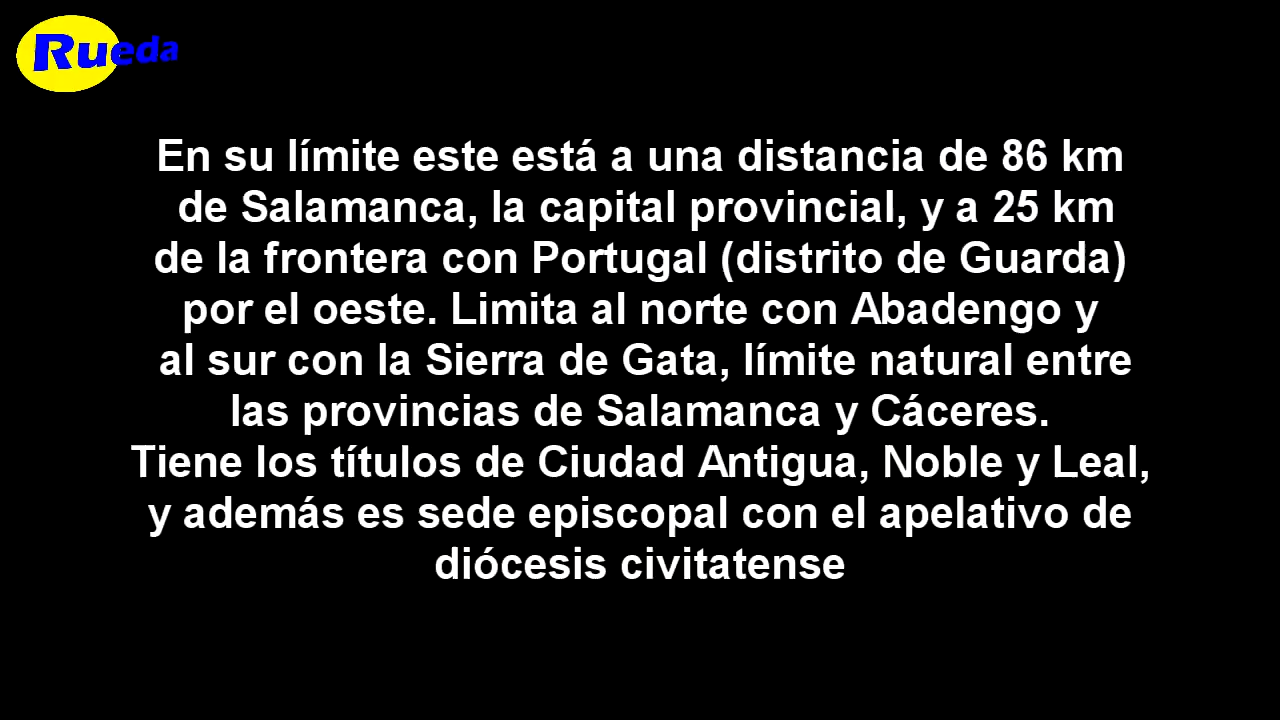 Rueda
En su límite este está a una distancia de 86 km
de Salamanca, la capital provincial, y a 25 km
de la frontera con Portugal (distrito de Guarda)
por el oeste. Limita al norte con Abadengo y
al sur con la Sierra de Gata, límite natural entre
las provincias de Salamanca y Cáceres.
Tiene los títulos de Ciudad Antigua, Noble y Leal,
y además es sede episcopal con el apelativo de
diócesis civitatense